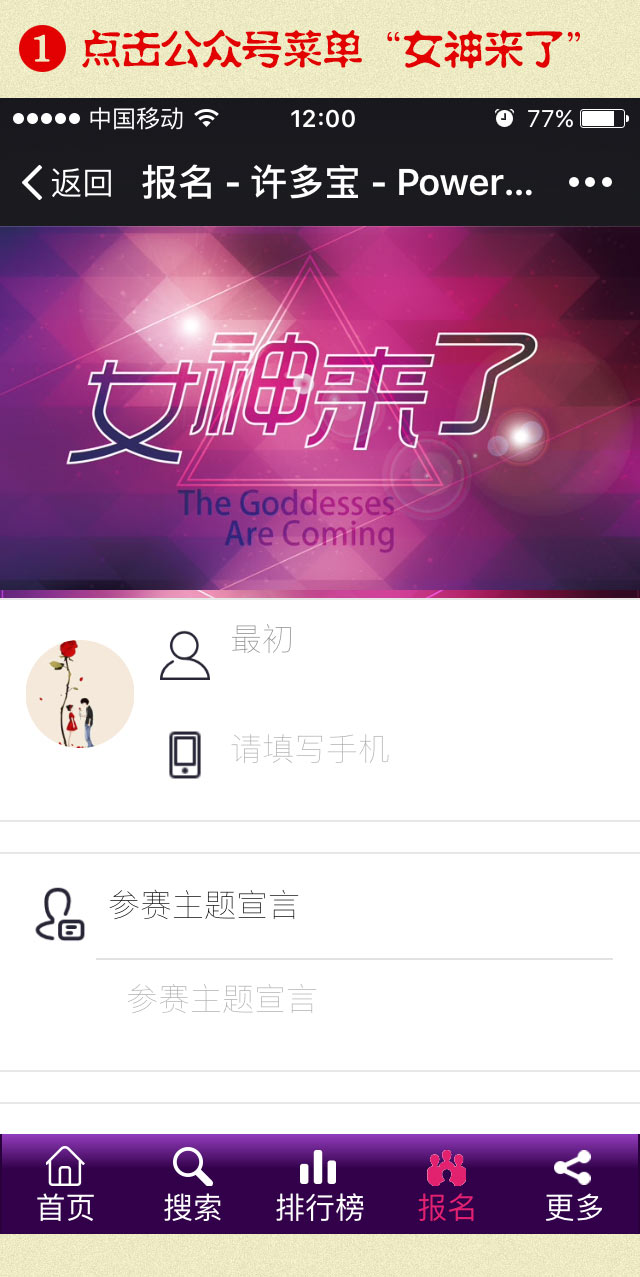 1 点击公众号菜单“女神来了”
中国移动 12:00 77%
返回 报名 - 许多宝 - Power...
女神来了
The Goddesses
Are Coming
最初
请填写手机
参赛主题宣言
参赛主题宣言
首页 搜索 排行榜 报名 更多